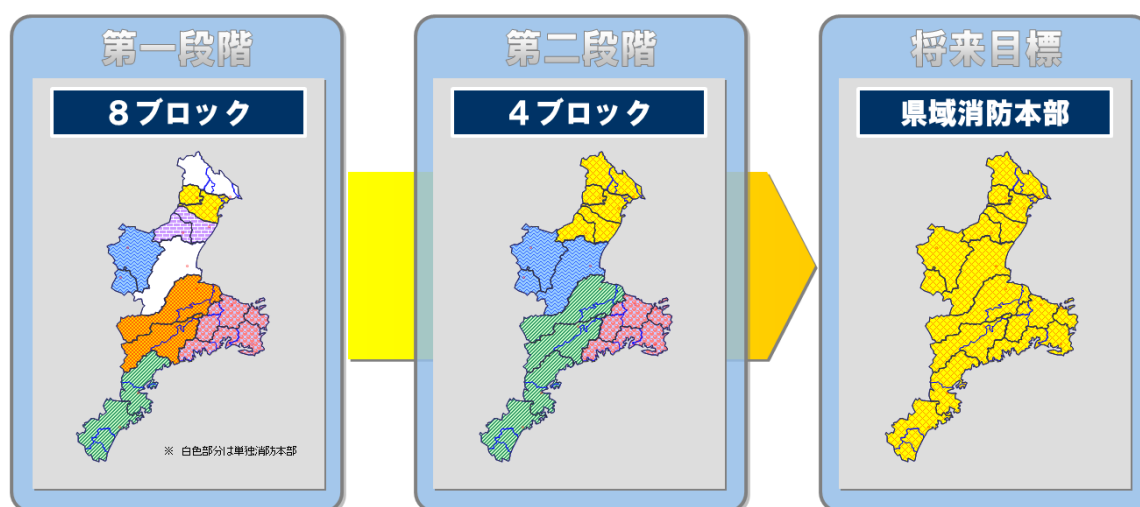 第一段階
8ブロック
※ 白色部分は単独消防本部
第二段階
4ブロック
将来目標
県域消防本部